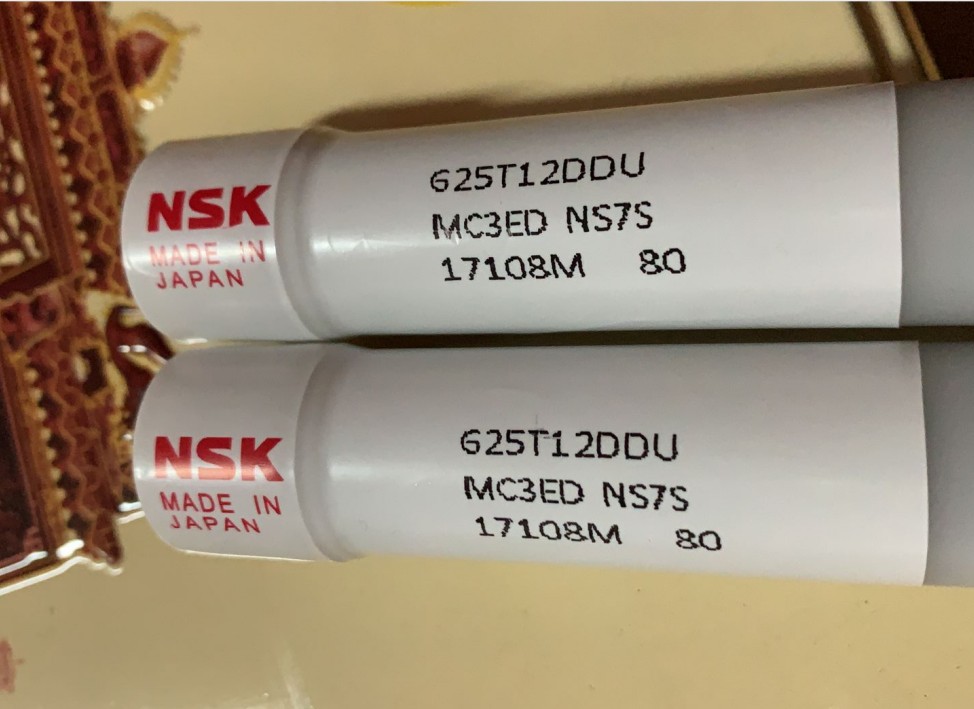 NSK
MADE IN
JAPAN
625T12DDU
MC3ED NS7S
17108M 80
NSK
MADE IN
JAPAN
625T12DDU
MC3ED NS7S
17108M 80